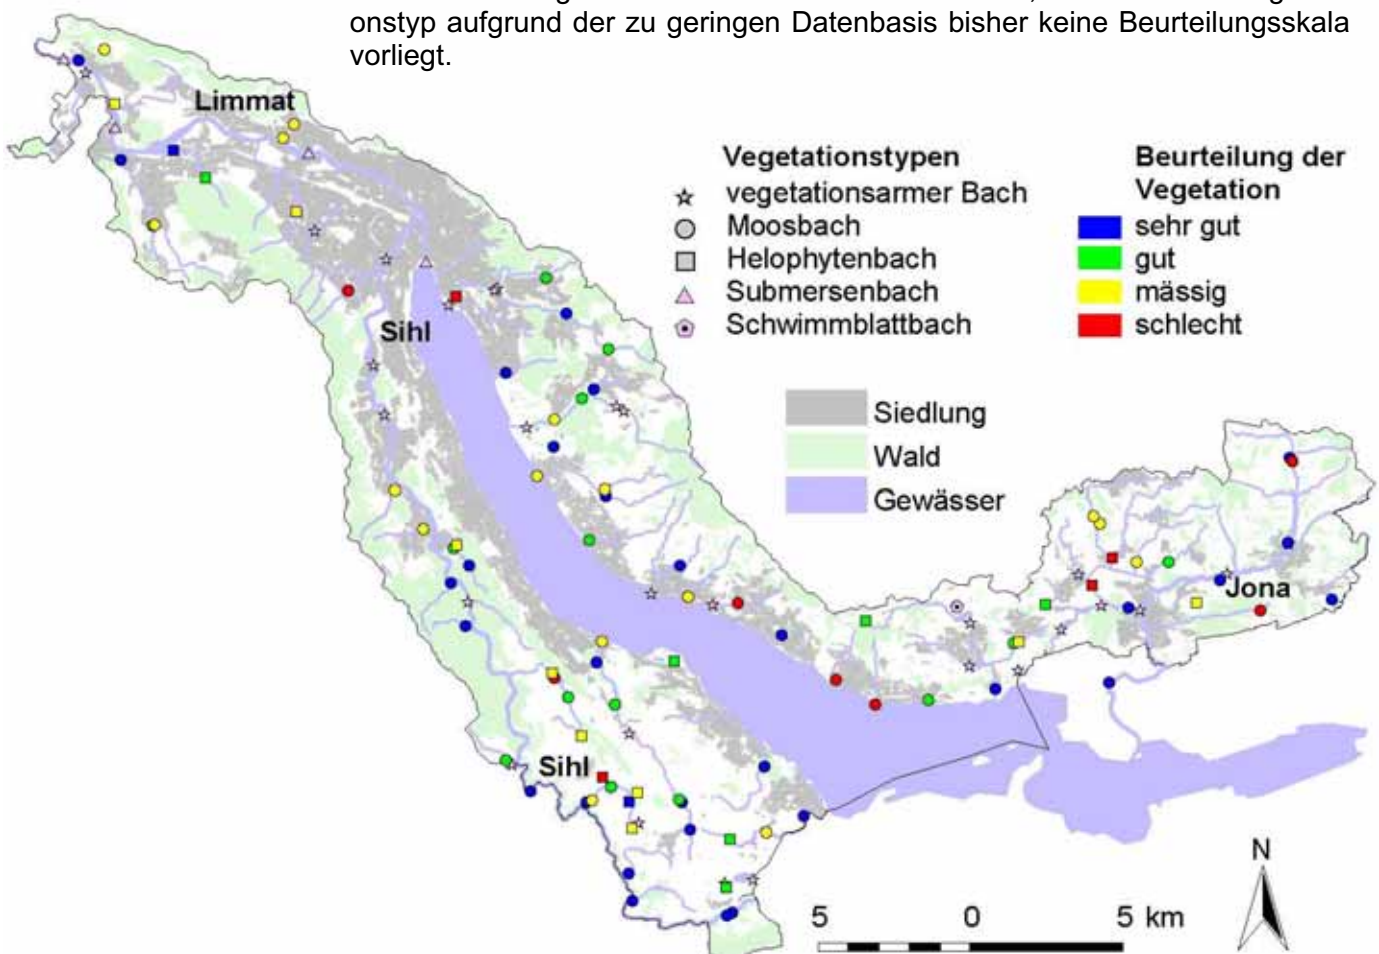 onstyp aufgrund der zu geringen Datenbasis bisher keine Beurteilungsskala
vorliegt.
Limmat
Vegetationstypen
vegetationsarmer Bach
Moosbach
Helophytenbach
Submersenbach
Schwimmblattbach
Beurteilung der
Vegetation
sehr gut
gut
mässig
schlecht
Sihl
Siedlung
Wald
Gewässer
Jona
Sihl
N
5 0 5 km